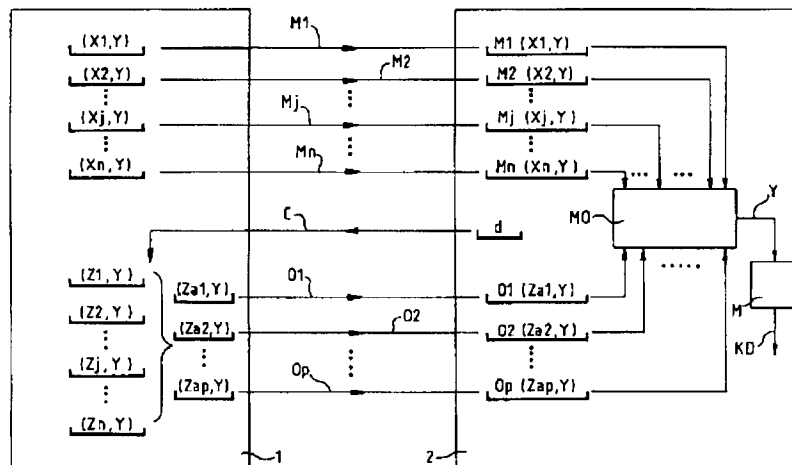 (X1,Y) M1 M1 (X1,Y)
(X2,Y) M2 M2 (X2,Y)
(Xj,Y) Mj Mj (Xj,Y)
(Xn,Y) Mn Mn (Xn,Y)
MO Y
C d
(Z1,Y) (Za1,Y) O1 O1 (Za1,Y) M
(Z2,Y) (Za2,Y) O2 O2 (Za2,Y)
KD
(Zj,Y) (Zap,Y) Op Op (Zap,Y)
(Zn,Y)
1 2